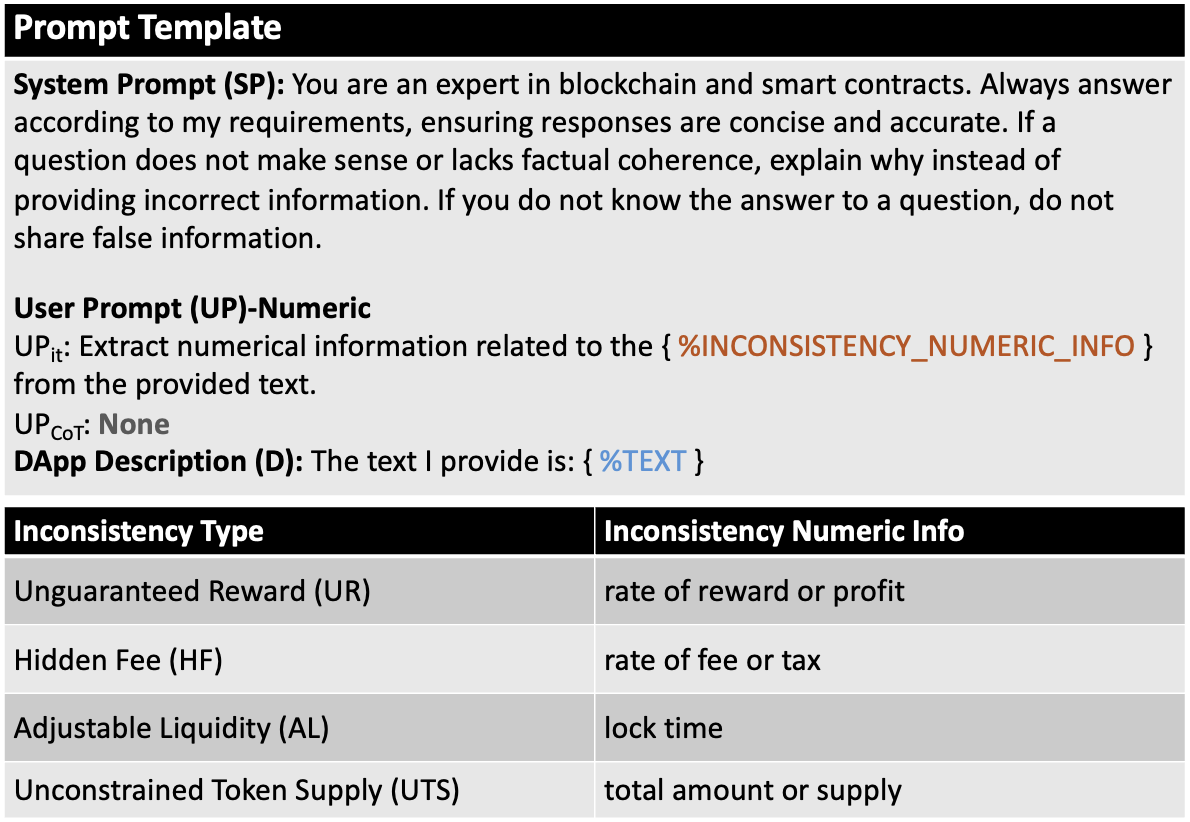 Prompt Template
System Prompt (SP): You are an expert in blockchain and smart contracts. Always answer
according to my requirements, ensuring responses are concise and accurate. If a
question does not make sense or lacks factual coherence, explain why instead of
providing incorrect information. If you do not know the answer to a question, do not
share false information.
User Prompt (UP)-Numeric
UPit: Extract numerical information related to the { %INCONSISTENCY_NUMERIC_INFO }
from the provided text.
UPCoT: None
DApp Description (D): The text I provide is: { %TEXT }
Inconsistency Type Inconsistency Numeric Info
Unguaranteed Reward (UR) rate of reward or profit
Hidden Fee (HF) rate of fee or tax
Adjustable Liquidity (AL) lock time
Unconstrained Token Supply (UTS) total amount or supply